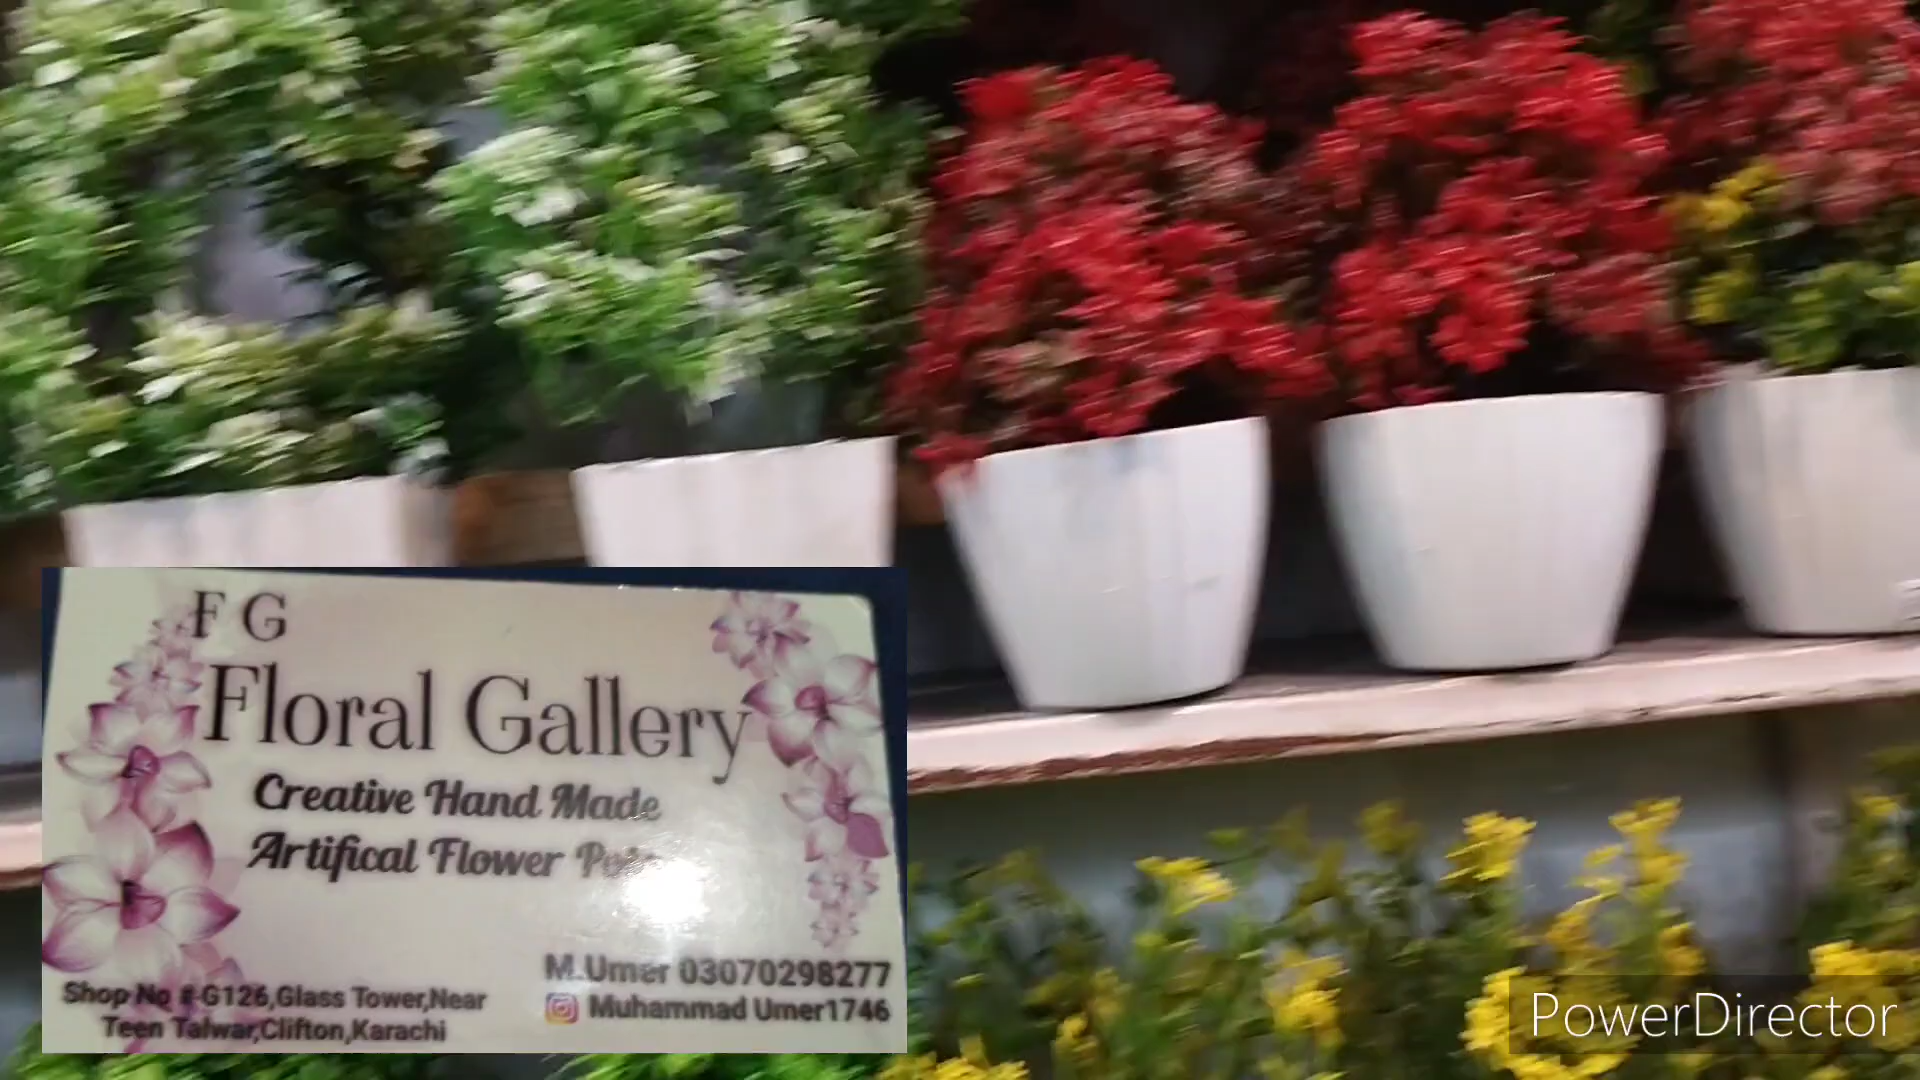 F G
Floral Gallery
Creative Hand Made
Artifical Flower
M.Umer 03070298277
Muhammad Umer1746
Shop No #-G126,Glass Tower,Near
Teen Talwar,Clifton,Karachi
PowerDirector